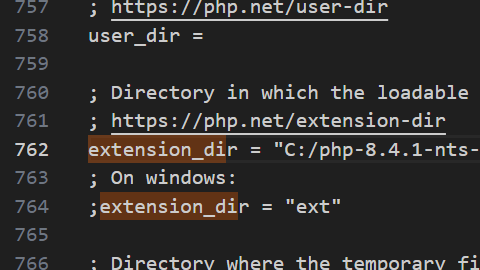 757 ; https://php.net/user-dir
758 user_dir =
759
760 ; Directory in which the loadable
761 ; https://php.net/extension-dir
762 extension_dir = "C:/php-8.4.1-nts-
763 ; On windows:
764 ;extension_dir = "ext"
765
766 ; Directory where the temporary fi